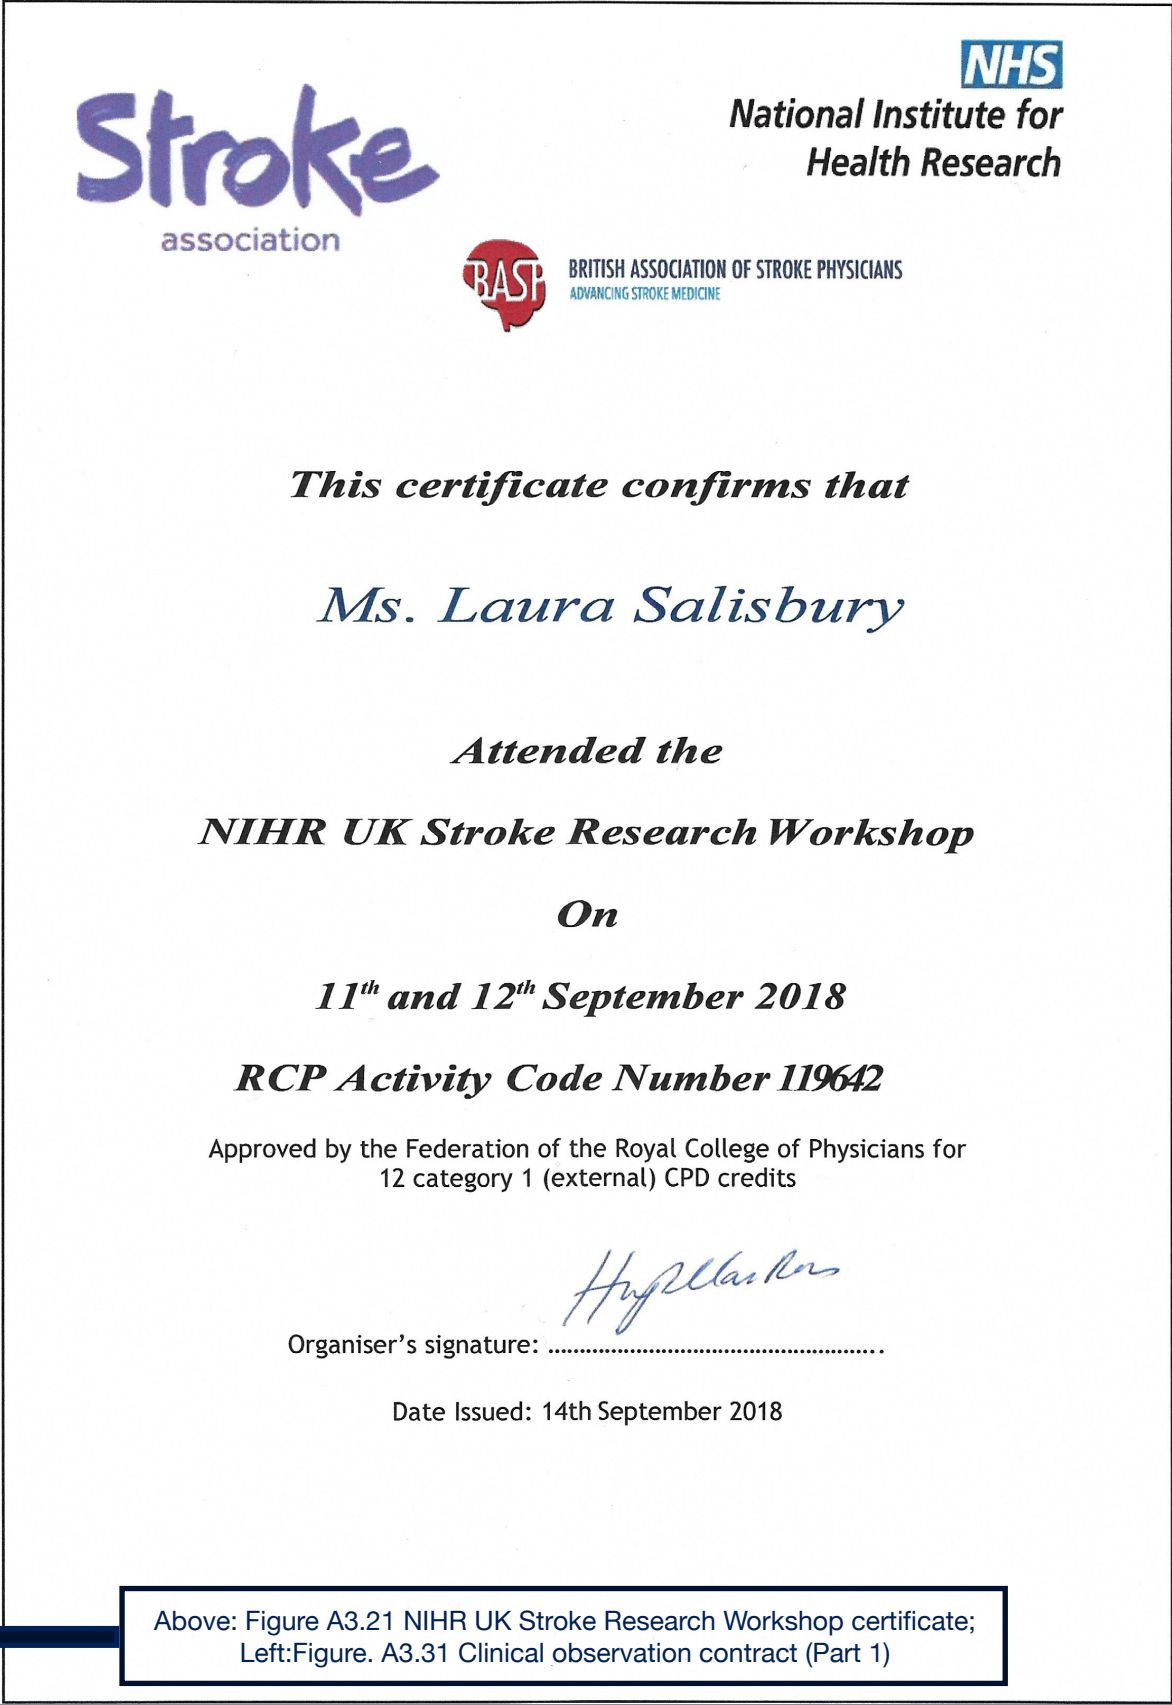 Stroke
association
NHS
National Institute for
Health Research
BASP
BRITISH ASSOCIATION OF STROKE PHYSICIANS
ADVANCING STROKE MEDICINE
This certificate confirms that
Ms. Laura Salisbury
Attended the
NIHR UK Stroke Research Workshop
On
11th and 12th September 2018
RCP Activity Code Number 119642
Approved by the Federation of the Royal College of Physicians for
12 category 1 (external) CPD credits
Organiser's signature: ........................................................
Date Issued: 14th September 2018
Above: Figure A3.21 NIHR UK Stroke Research Workshop certificate;
Left:Figure. A3.31 Clinical observation contract (Part 1)